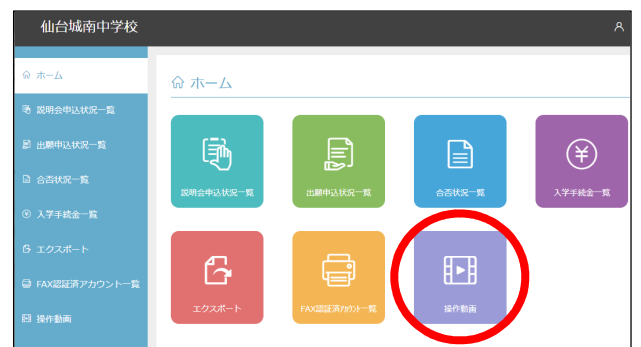 仙台城南中学校
ホーム
説明会申込状況一覧
出願申込状況一覧
合否状況一覧
入学手続金一覧
エクスポート
FAX認証済アカウント一覧
操作動画
ホーム
説明会申込状況一覧
出願申込状況一覧
合否状況一覧
入学手続金一覧
エクスポート
FAX認証済アカウント一覧
操作動画